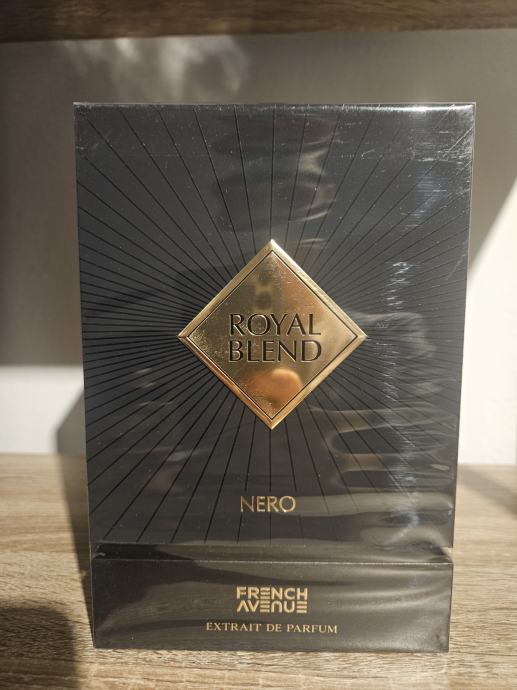 ROYAL
BLEND
NERO
FRENCH
AVENUE
EXTRAIT DE PARFUM